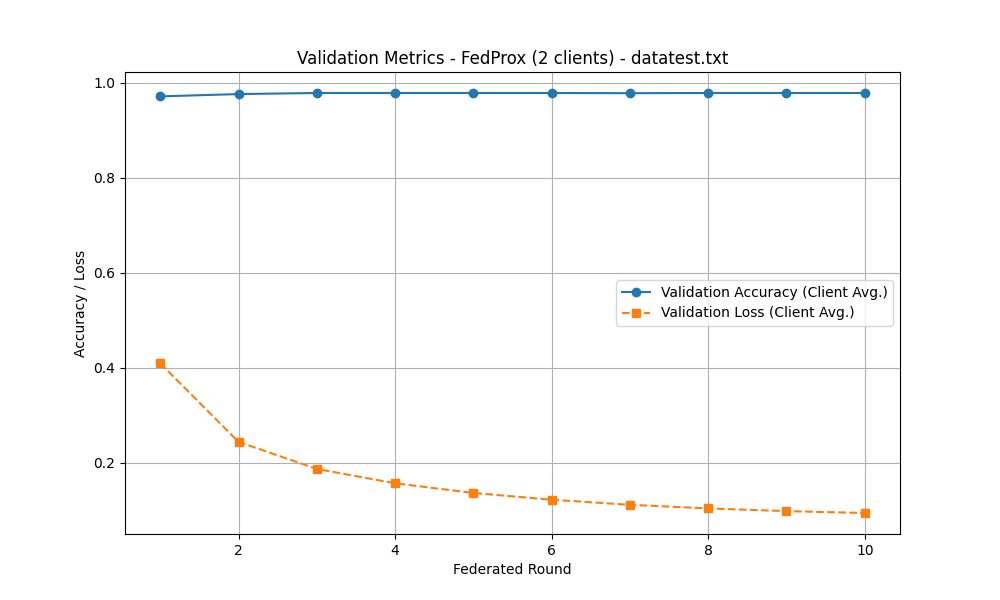 Validation Metrics - FedProx (2 clients) - datatest.txt
1.0
0.8
0.6
0.4
0.2
Accuracy / Loss
Validation Accuracy (Client Avg.)
Validation Loss (Client Avg.)
2
4
6
8
10
Federated Round